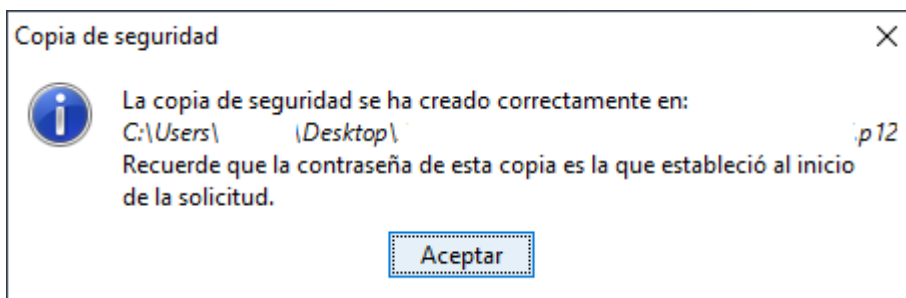 Copia de seguridad
La copia de seguridad se ha creado correctamente en:
C:\Users\ \Desktop\ .p12
Recuerde que la contraseña de esta copia es la que estableció al inicio
de la solicitud.
Aceptar